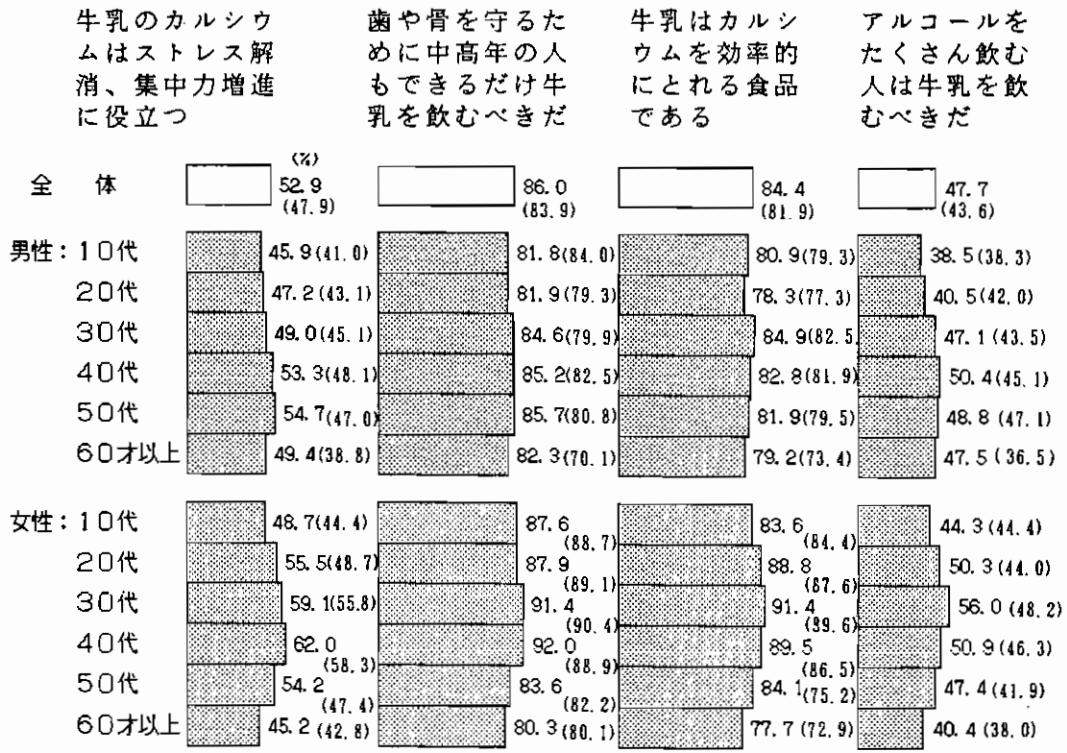 牛乳のカルシウ
ムはストレス解
消、集中力増進
に役立つ
歯や骨を守るた
めに中高年の人
もできるだけ牛
乳を飲むべきだ
牛乳はカルシ
ウムを効率的
にとれる食品
である
アルコールを
たくさん飲む
人は牛乳を飲
むべきだ
(%)
全 体 52.9 86.0 84.4 47.7
(47.9) (83.9) (81.9) (43.6)
男性:10代 45.9(41.0) 81.8(84.0) 80.9(79.3) 38.5(38.3)
20代 47.2(43.1) 81.9(79.3) 78.3(77.3) 40.5(42.0)
30代 49.0(45.1) 84.6(79.9) 84.9(82.5 47.1(43.5)
40代 53.3(48.1) 85.2(82.5) 82.8(81.9) 50.4(45.1)
50代 54.7(47.0) 85.7(80.8) 81.9(79.5) 48.8(47.1)
60才以上 49.4(38.8) 82.3(70.1) 79.2(73.4) 47.5(36.5)
女性:10代 48.7(44.4) 87.6 83.6 44.3(44.4)
(88.7) (84.4)
20代 55.5(48.7) 87.9 88.8 50.3(44.0)
(89.1) (87.6)
30代 59.1(55.8) 91.4 91.4 56.0(48.2)
(90.4) (89.6)
40代 62.0 92.0 89.5 50.9(46.3)
(58.3) (88.9) (86.5)
50代 54.2 83.6 84.1(75.2) 47.4(41.9)
(47.4) (82.2)
60才以上 45.2(42.8) 80.3(80.1) 77.7(72.9) 40.4(38.0)